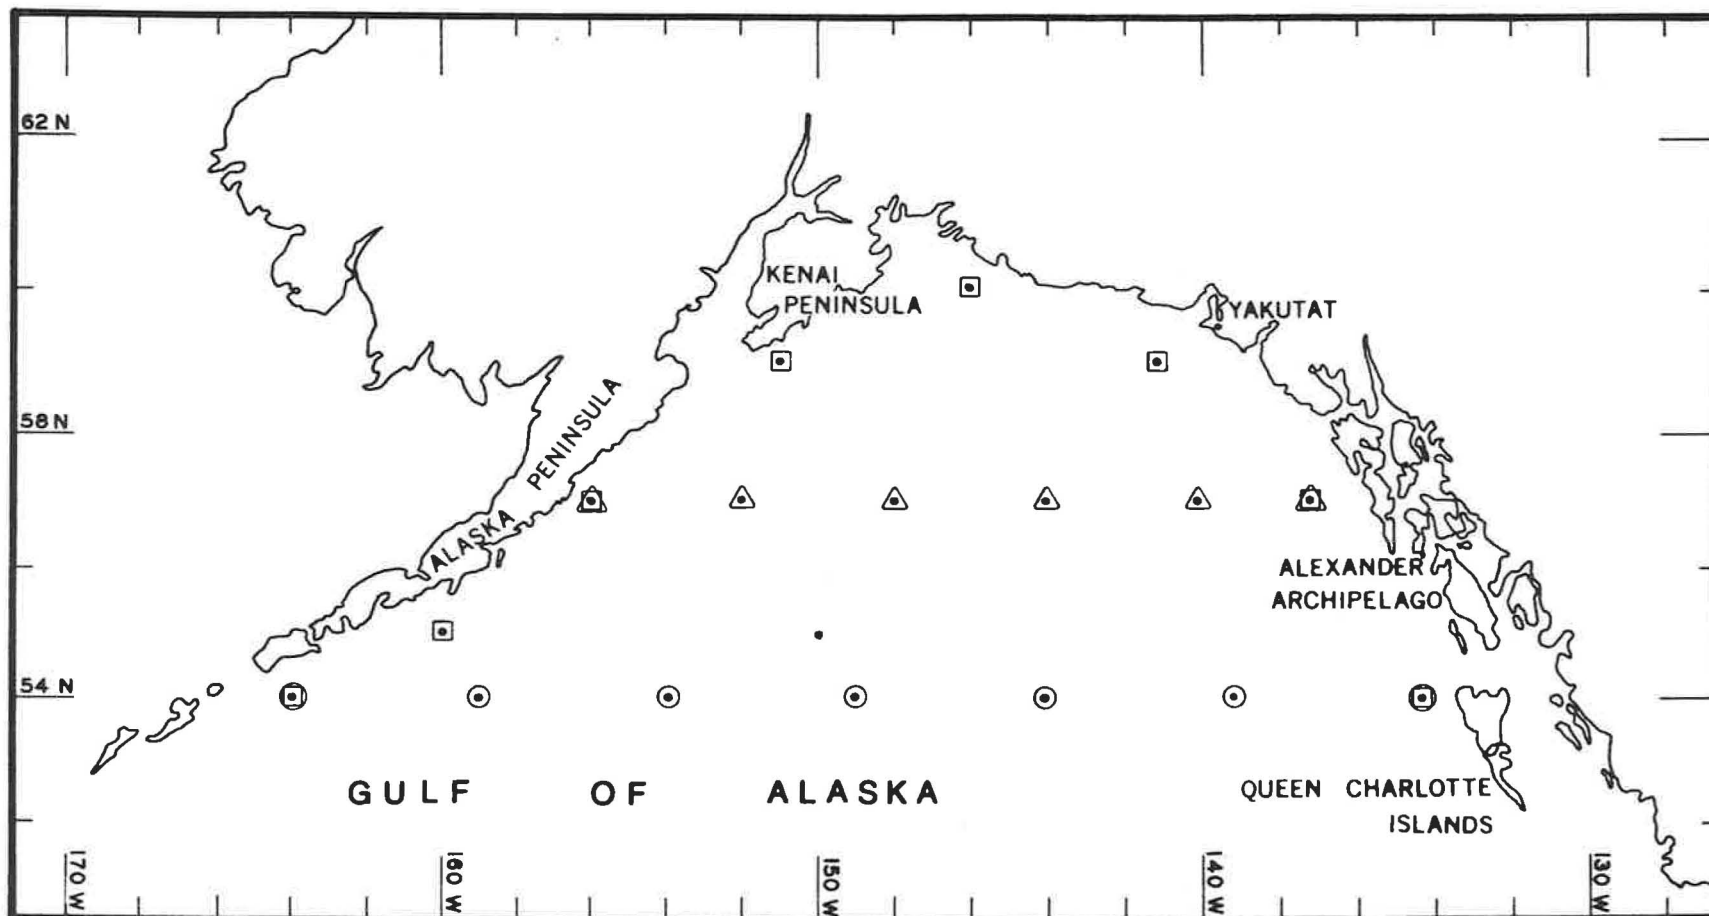 62 N
KENAI
PENINSULA
YAKUTAT
58 N
PENINSULA
ALASKA
ALEXANDER
ARCHIPELAGO
54 N
GULF OF ALASKA
QUEEN CHARLOTTE
ISLANDS
170 W
160 W
150 W
140 W
130 W